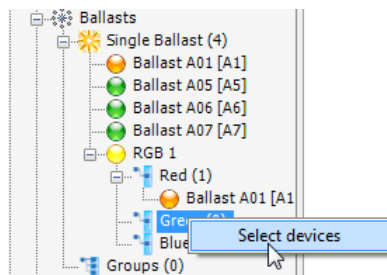 Ballasts
Single Ballast (4)
Ballast A01 [A1]
Ballast A05 [A5]
Ballast A06 [A6]
Ballast A07 [A7]
RGB 1
Red (1)
Ballast A01 [A1
Select devices
Blue
Groups (0)